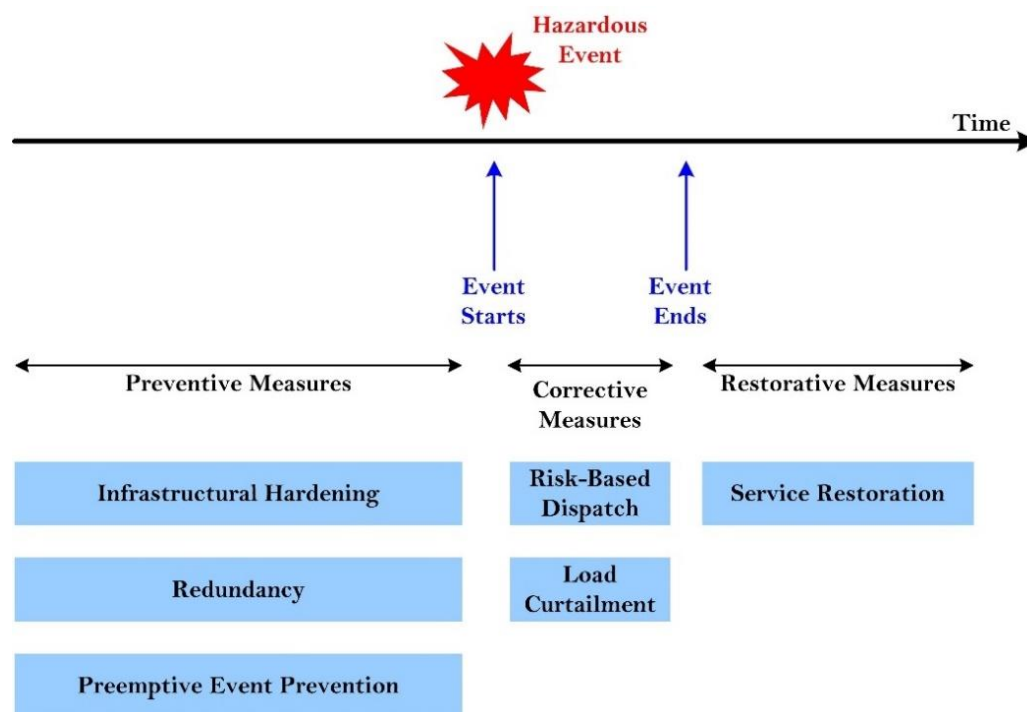 Hazardous
Event
Time
Event
Starts
Event
Ends
Preventive Measures
Corrective
Measures
Restorative Measures
Infrastructural Hardening
Risk-Based
Dispatch
Service Restoration
Redundancy
Load
Curtailment
Preemptive Event Prevention